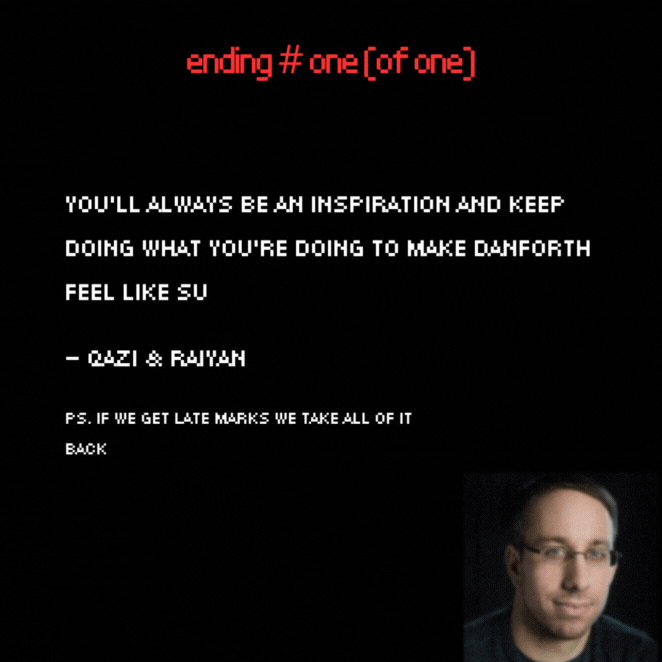 ending # one (of one)
YOU'LL ALWAYS BE AN INSPIRATION AND KEEP
DOING WHAT YOU'RE DOING TO MAKE DANFORTH
FEEL LIKE SU
– QAZI & RAIYAN
PS. IF WE GET LATE MARKS WE TAKE ALL OF IT
BACK